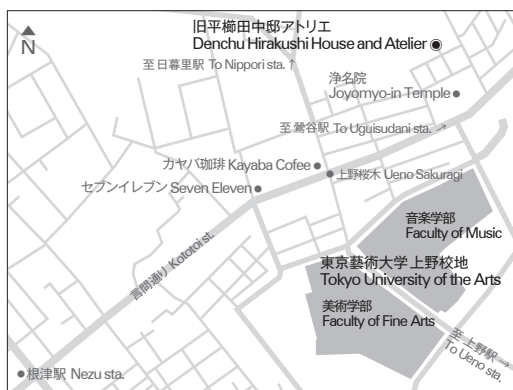 旧平櫛田中邸アトリエ
Denchu Hirakushi House and Atelier
N
至 日暮里駅 To Nippori sta. ↑
浄名院
Joyomyo-in Temple
至 鶯谷駅 To Uguisudani sta. ↗
カヤバ珈琲 Kayaba Cofee
上野桜木 Ueno Sakuragi
セブンイレブン Seven Eleven
音楽学部
Faculty of Music
言問通り Kototoi st.
東京藝術大学 上野校地
Tokyo University of the Arts
美術学部
Faculty of Fine Arts
至 上野駅 →
To Ueno sta.
根津駅 Nezu sta.